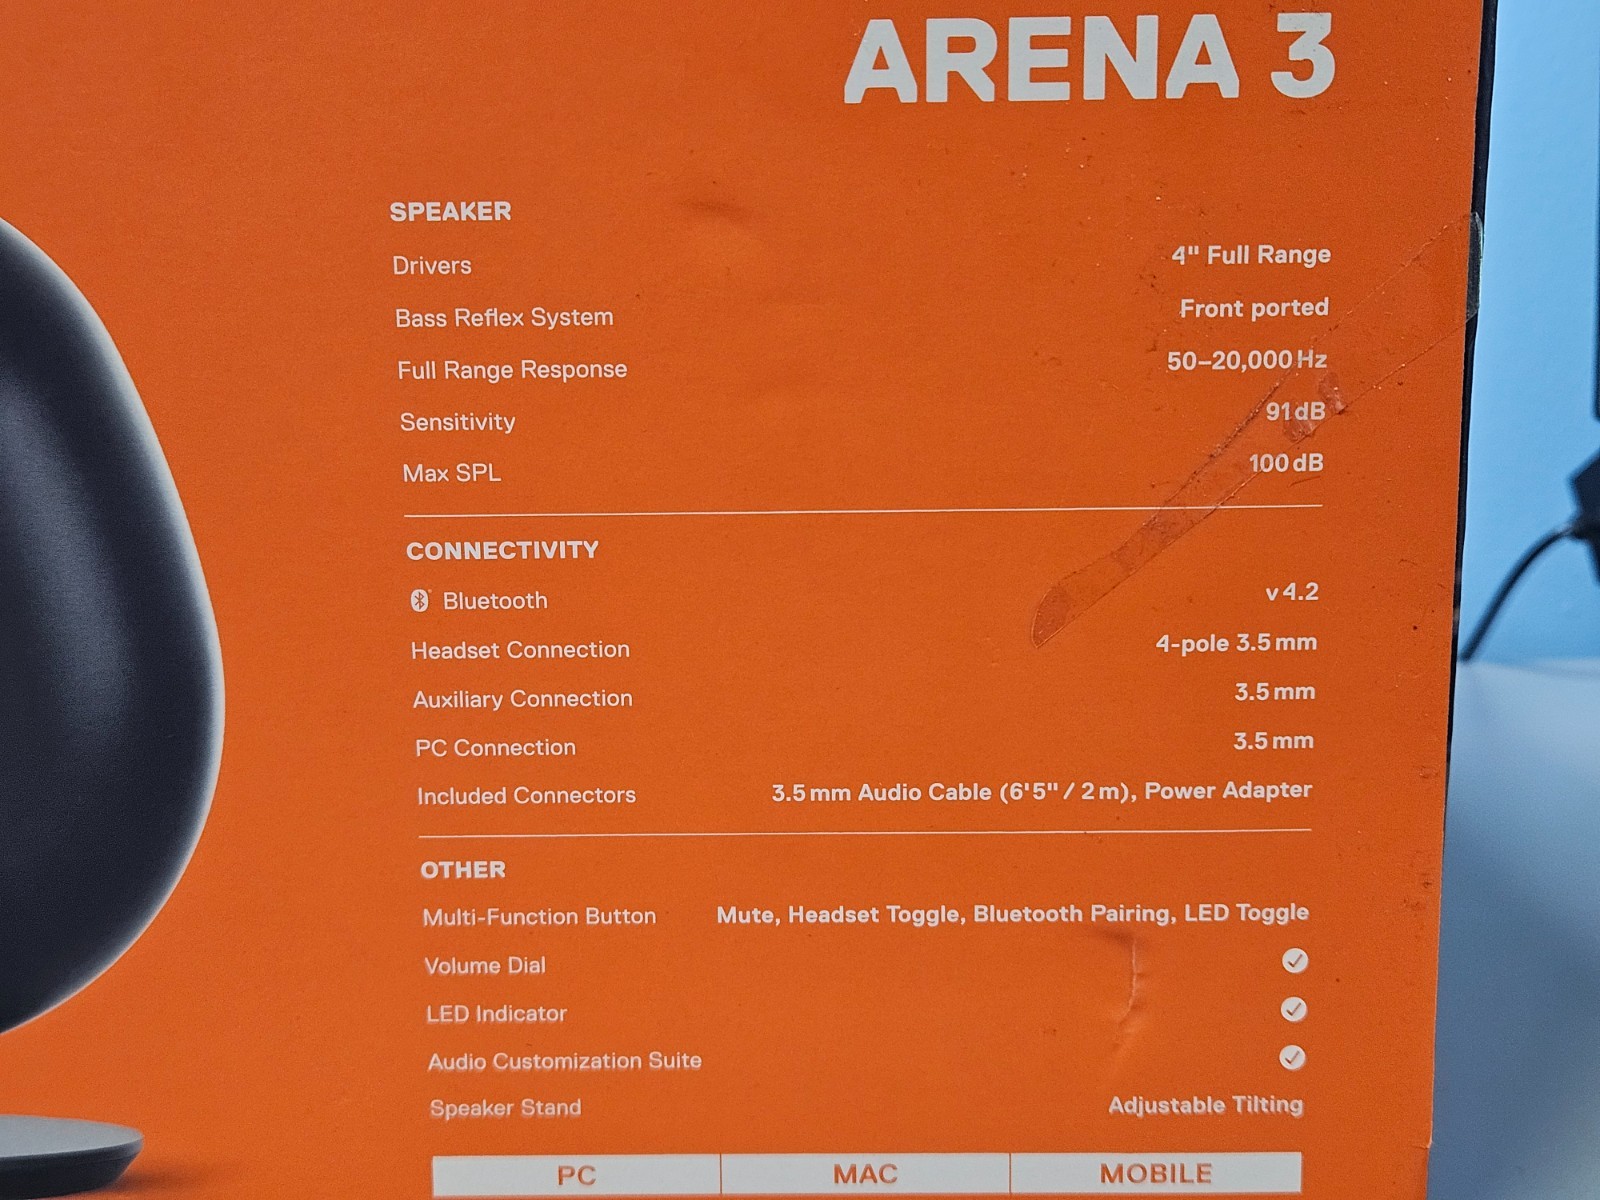 ARENA 3
SPEAKER
Drivers 4" Full Range
Bass Reflex System Front ported
Full Range Response 50–20,000 Hz
Sensitivity 91 dB
Max SPL 100 dB
CONNECTIVITY
Bluetooth v 4.2
Headset Connection 4-pole 3.5 mm
Auxiliary Connection 3.5 mm
PC Connection 3.5 mm
Included Connectors 3.5 mm Audio Cable (6'5" / 2 m), Power Adapter
OTHER
Multi-Function Button Mute, Headset Toggle, Bluetooth Pairing, LED Toggle
Volume Dial
LED Indicator
Audio Customization Suite
Speaker Stand Adjustable Tilting
PC MAC MOBILE